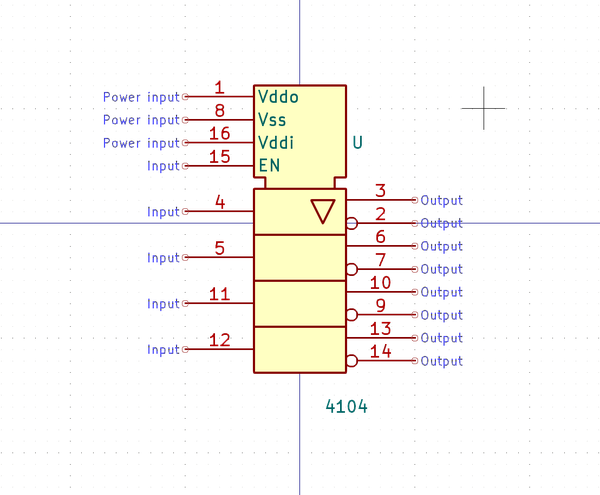 Power input 1 Vddo
Power input 8 Vss
Power input 16 Vddi U
Input 15 EN
3 Output
Input 4
2 Output
6 Output
Input 5
7 Output
10 Output
Input 11
9 Output
13 Output
Input 12
14 Output
4104